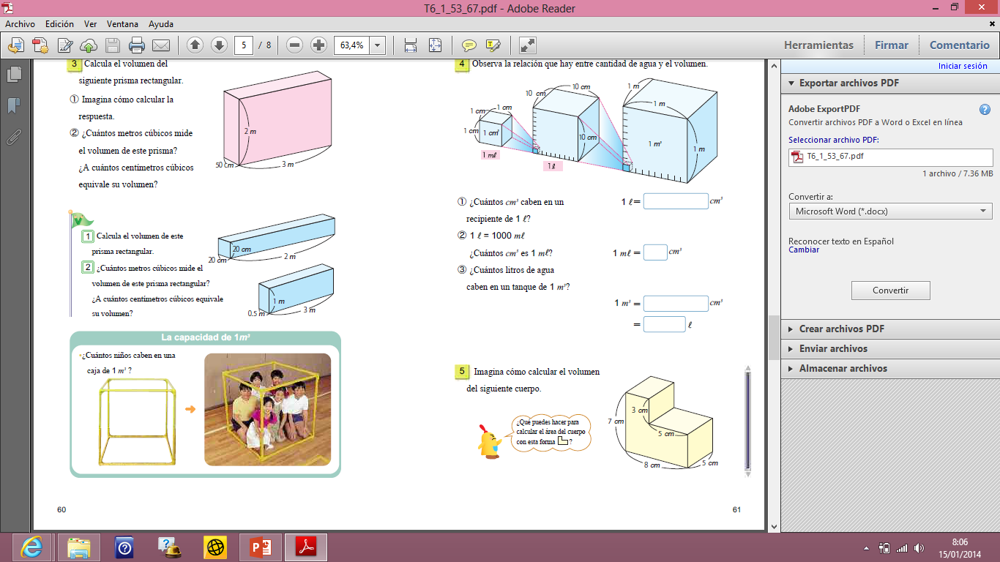 T6_1_53_67.pdf - Adobe Reader
Archivo Edición Ver Ventana Ayuda
5 / 8 63,4% Herramientas Firmar Comentario
3 Calcula el volumen del
siguiente prisma rectangular.
① Imagina cómo calcular la
respuesta.
② ¿Cuántos metros cúbicos mide
el volumen de este prisma?
¿A cuántos centímetros cúbicos
equivale su volumen?
2 m
50 cm 3 m
V
1 Calcula el volumen de este
prisma rectangular.
2 ¿Cuántos metros cúbicos mide el
volumen de este prisma rectangular?
¿A cuántos centímetros cúbicos equivale
su volumen?
20 cm
20 cm 2 m
1 m
0.5 m 3 m
La capacidad de 1m³
•¿Cuántos niños caben en una
caja de 1 m³ ?
60
4 Observa la relación que hay entre cantidad de agua y el volumen.
1 cm 1 cm
1 cm 1 cm³
1 mℓ
10 cm 10 cm
10 cm
1 ℓ
1 m
1 m
1 m³ 1 m
① ¿Cuántos cm³ caben en un 1 ℓ = cm³
recipiente de 1 ℓ?
② 1 ℓ = 1000 mℓ
¿Cuántos cm³ es 1 mℓ? 1 mℓ = cm³
③ ¿Cuántos litros de agua
caben en un tanque de 1 m³?
1 m³ = cm³
= ℓ
5 Imagina cómo calcular el volumen
del siguiente cuerpo.
¿Qué puedes hacer para
calcular el área del cuerpo
con esta forma ?
3 cm
7 cm
5 cm
8 cm 5 cm
61
Iniciar sesión
Exportar archivos PDF
Adobe ExportPDF
Convertir archivos PDF a Word o Excel en línea
Seleccionar archivo PDF:
T6_1_53_67.pdf
1 archivo / 7.36 MB
Convertir a:
Microsoft Word (*.docx)
Reconocer texto en Español
Cambiar
Convertir
Crear archivos PDF
Enviar archivos
Almacenar archivos
8:06
15/01/2014